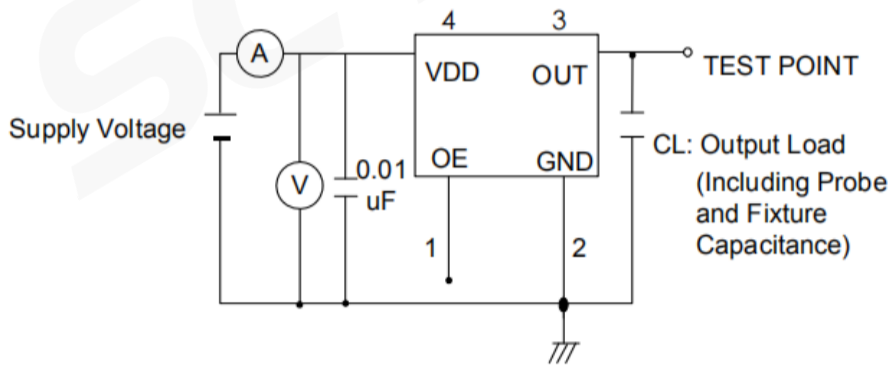 4
3
A
VDD
OUT
TEST POINT
Supply Voltage
V
0.01
uF
OE
GND
CL: Output Load
(Including Probe
and Fixture
Capacitance)
1
2